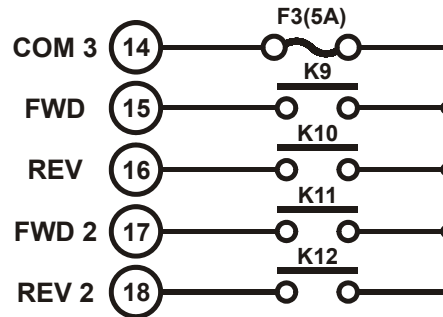 F3(5A)
COM 3 14
K9
FWD 15
K10
REV 16
K11
FWD 2 17
K12
REV 2 18